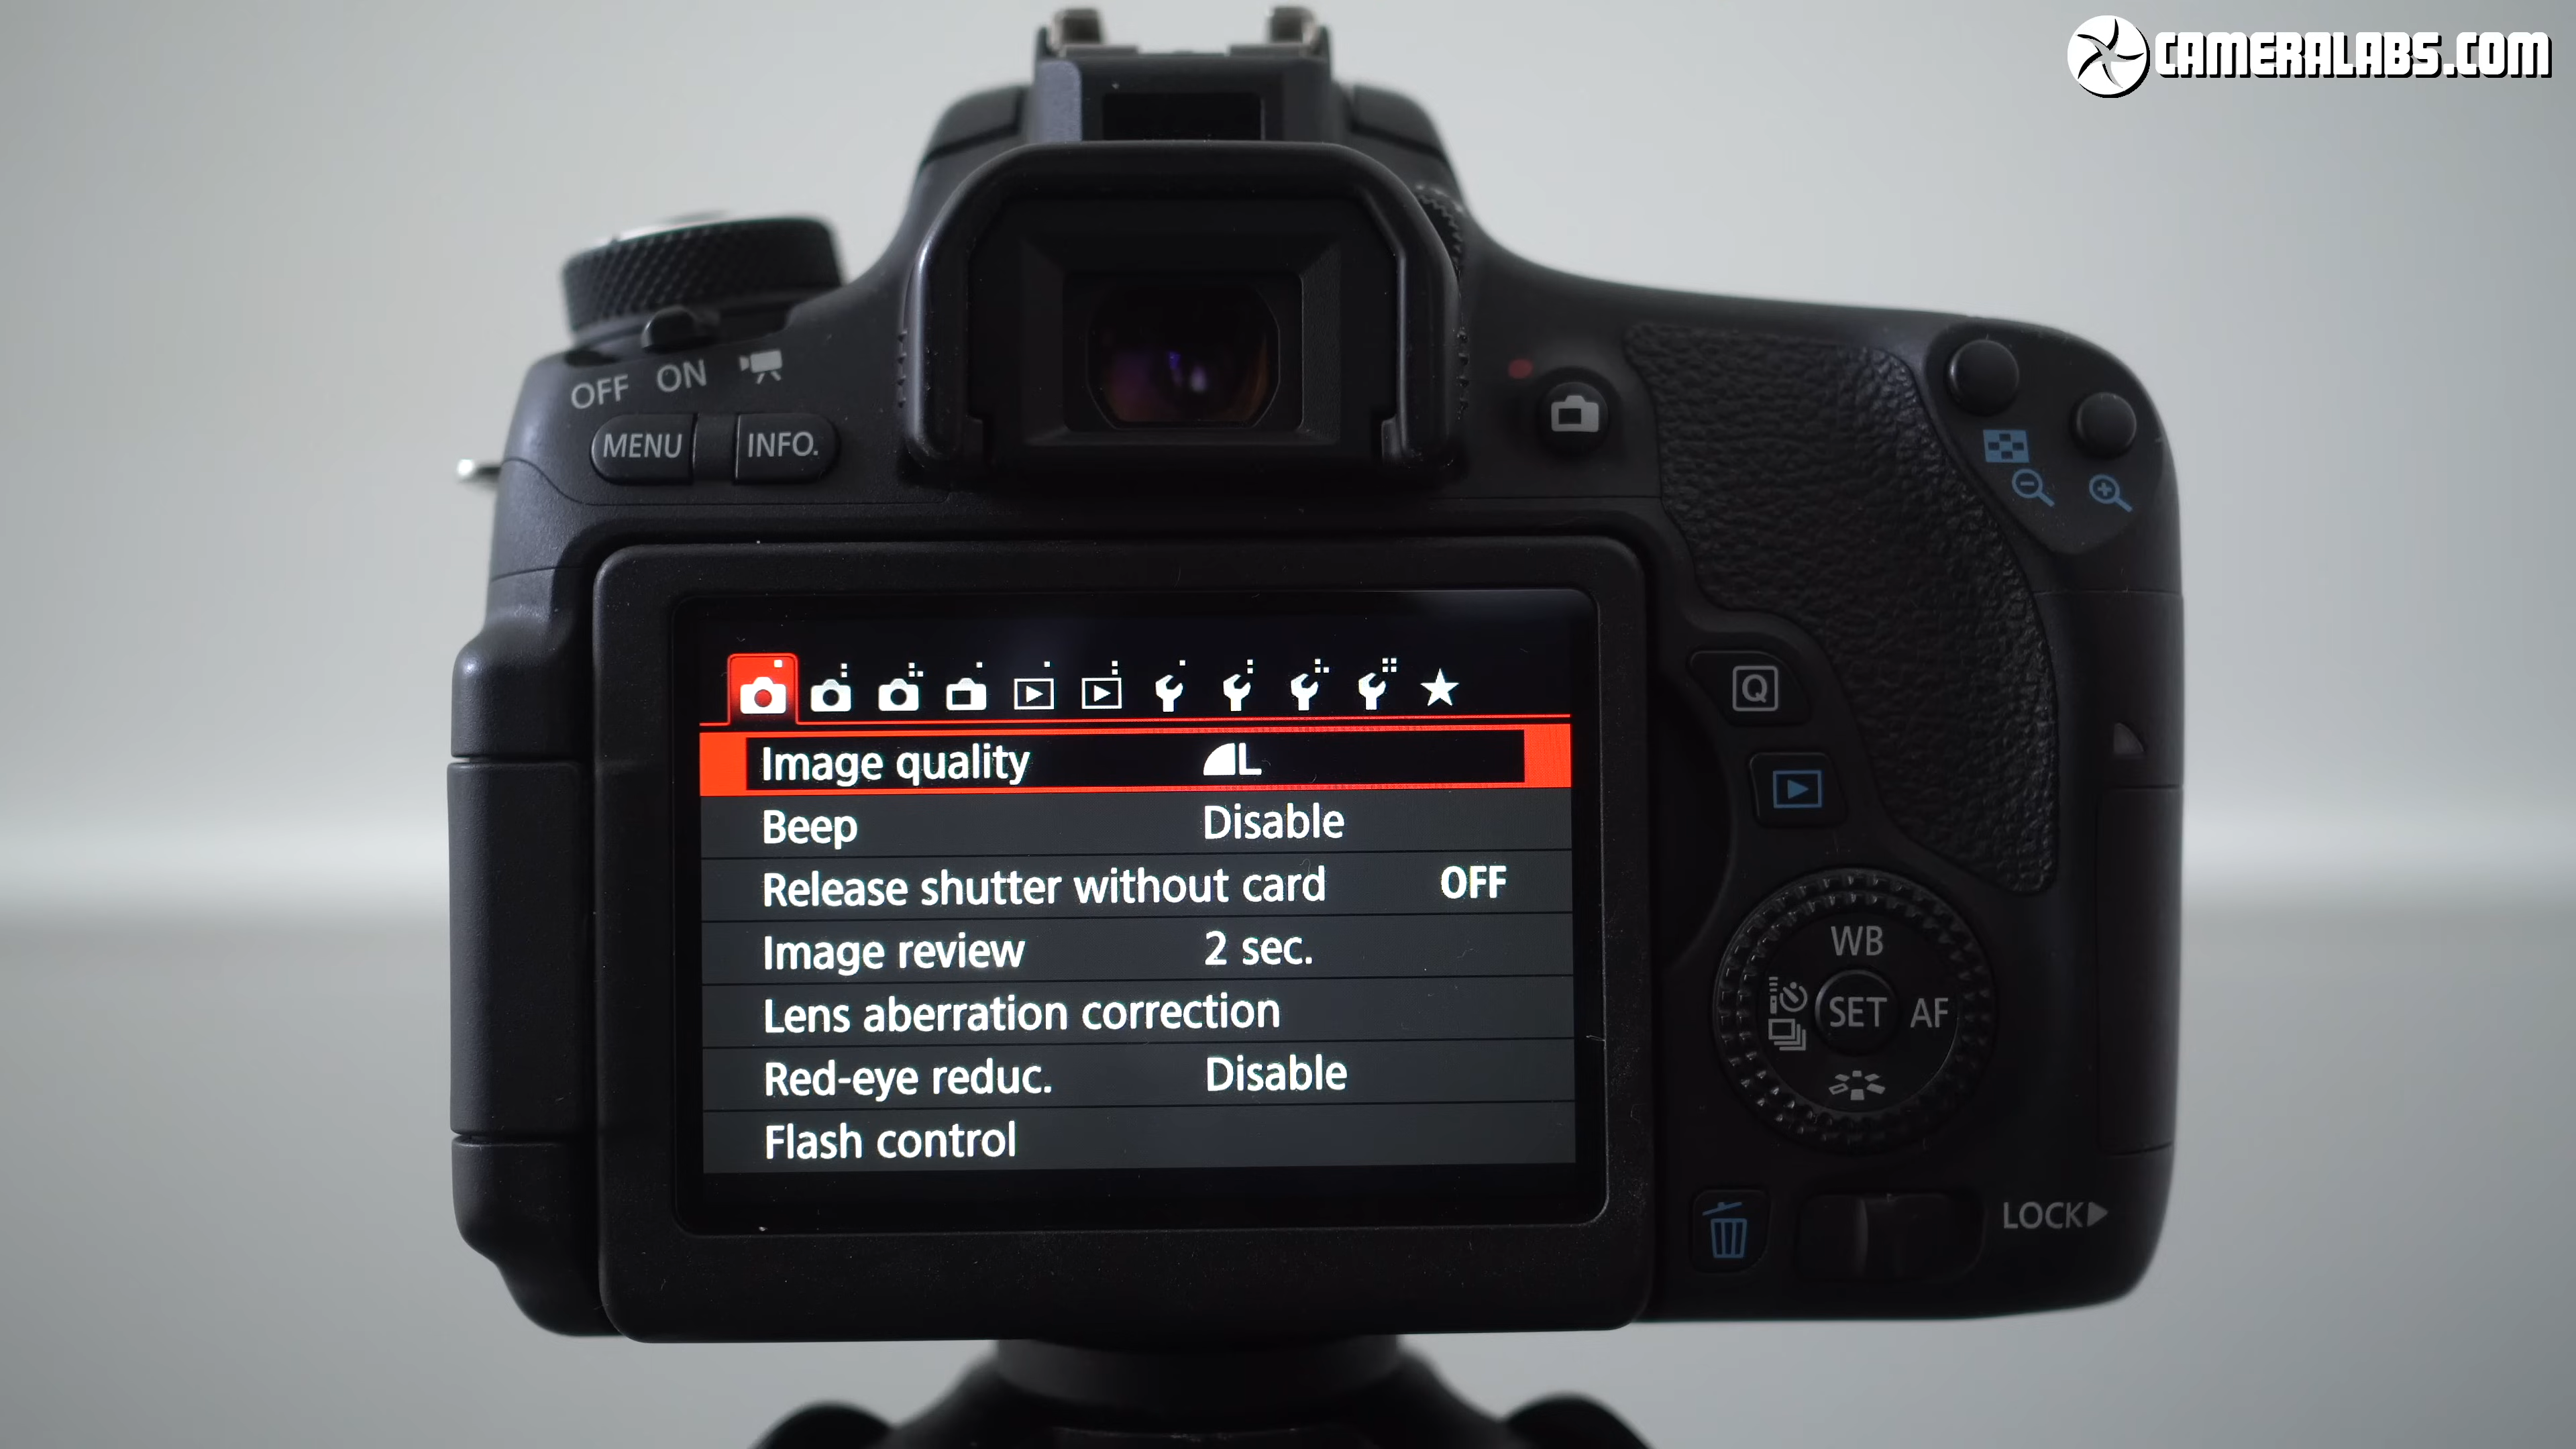 CAMERALABS.COM
OFF ON
MENU INFO.
Q
Image quality L
Beep Disable
Release shutter without card OFF
Image review 2 sec.
Lens aberration correction
Red-eye reduc. Disable
Flash control
WB
SET AF
LOCK